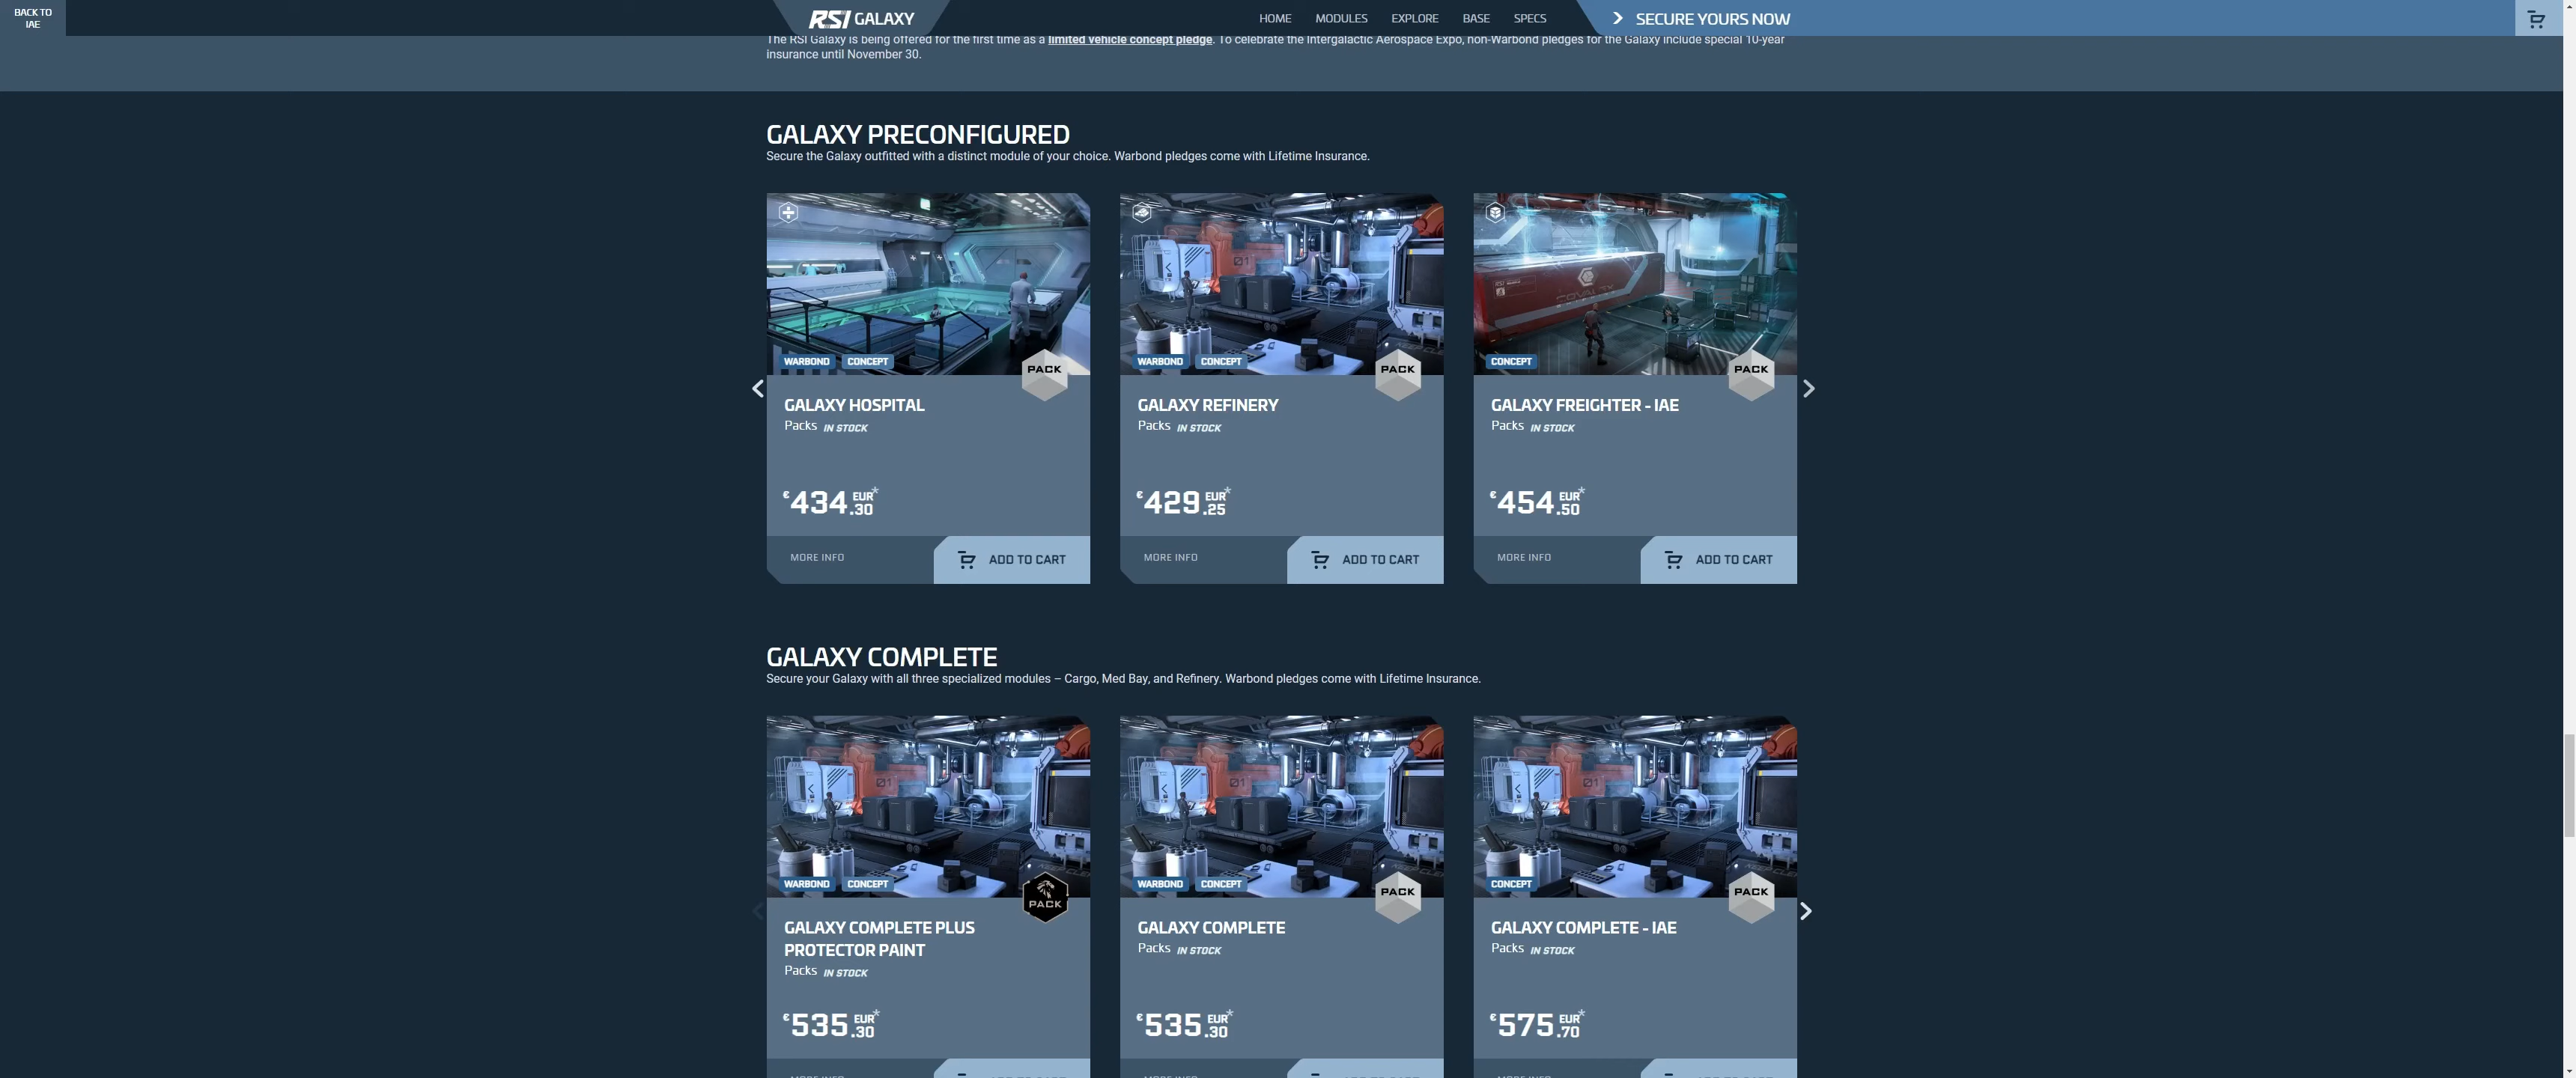 BACK TO
IAE
RSI GALAXY
HOME
MODULES
EXPLORE
BASE
SPECS
SECURE YOURS NOW
The RSI Galaxy is being offered for the first time as a limited vehicle concept pledge. To celebrate the Intergalactic Aerospace Expo, non-Warbond pledges for the Galaxy include special 10-year
insurance until November 30.
GALAXY PRECONFIGURED
Secure the Galaxy outfitted with a distinct module of your choice. Warbond pledges come with Lifetime Insurance.
WARBOND CONCEPT
PACK
GALAXY HOSPITAL
Packs IN STOCK
€434.30 EUR*
MORE INFO
ADD TO CART
01
WARBOND CONCEPT
PACK
GALAXY REFINERY
Packs IN STOCK
€429.25 EUR*
MORE INFO
ADD TO CART
COVALEX
CONCEPT
PACK
GALAXY FREIGHTER - IAE
Packs IN STOCK
€454.50 EUR*
MORE INFO
ADD TO CART
GALAXY COMPLETE
Secure your Galaxy with all three specialized modules – Cargo, Med Bay, and Refinery. Warbond pledges come with Lifetime Insurance.
01
WARBOND CONCEPT
PACK
GALAXY COMPLETE PLUS
PROTECTOR PAINT
Packs IN STOCK
€535.30 EUR*
01
WARBOND CONCEPT
PACK
GALAXY COMPLETE
Packs IN STOCK
€535.30 EUR*
01
CONCEPT
PACK
GALAXY COMPLETE - IAE
Packs IN STOCK
€575.70 EUR*